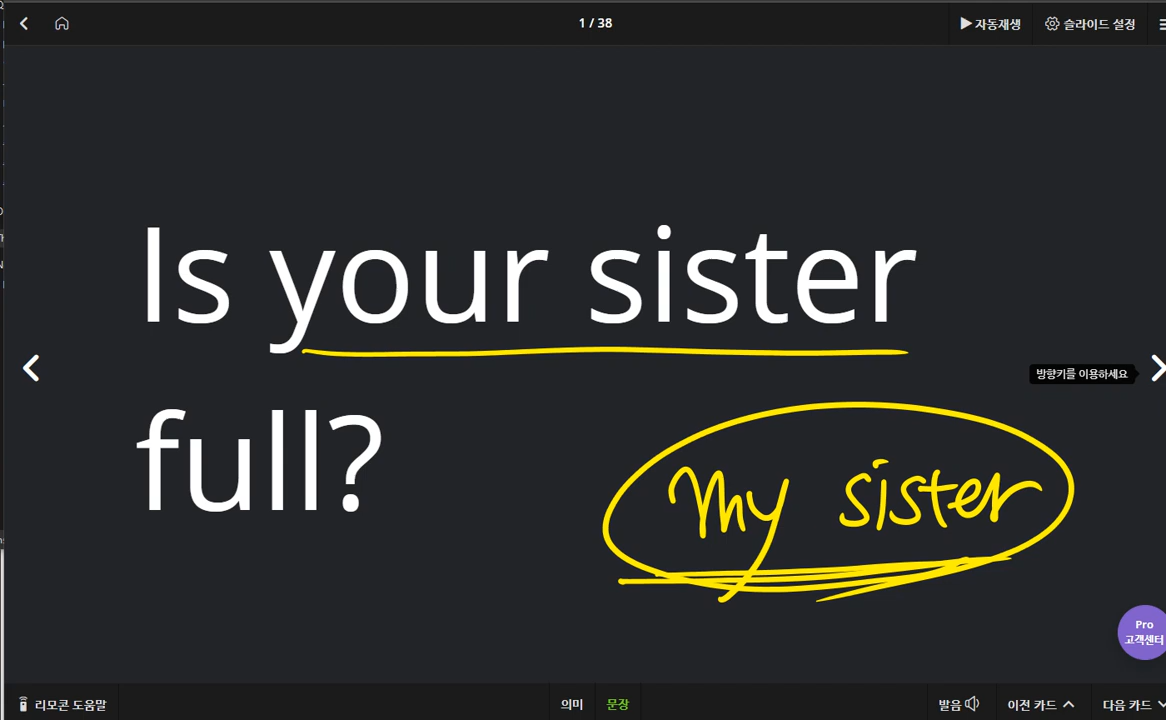 1 / 38
자동재생
슬라이드 설정
Is your sister
full?
방향키를 이용하세요
My sister
Pro
고객센터
리모콘 도움말
의미
문장
발음
이전 카드
다음 카드